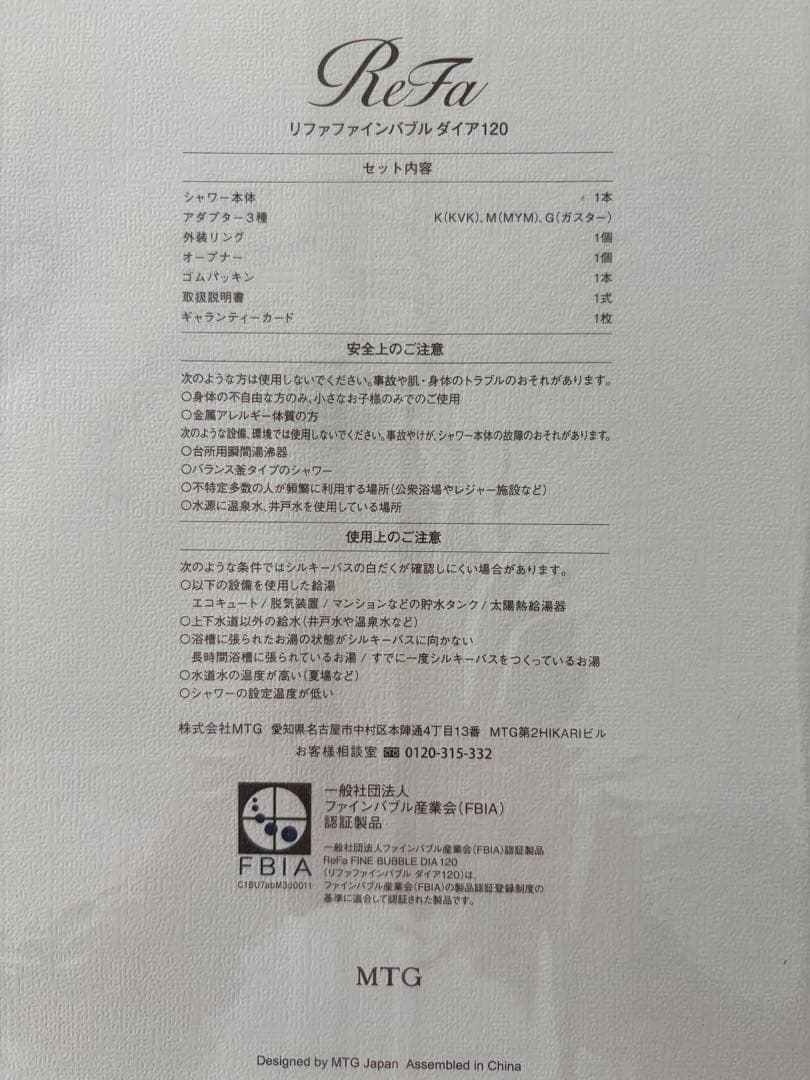 ReFa
リファファインバブル ダイア120
セット内容
シャワー本体 1本
アダプター3種 K(KVK)、M(MYM)、G(ガスター)
外装リング 1個
オープナー 1個
ゴムパッキン 1本
取扱説明書 1式
ギャランティーカード 1枚
安全上のご注意
次のような方は使用しないでください。事故や肌・身体のトラブルのおそれがあります。
○身体の不自由な方のみ、小さなお子様のみでのご使用
○金属アレルギー体質の方
次のような設備、環境では使用しないでください。事故やけが、シャワー本体の故障のおそれがあります。
○台所用瞬間湯沸器
○バランス釜タイプのシャワー
○不特定多数の人が頻繁に利用する場所(公衆浴場やレジャー施設など)
○水源に温泉水、井戸水を使用している場所
使用上のご注意
次のような条件ではシルキーバスの白だくが確認しにくい場合があります。
○以下の設備を使用した給湯
エコキュート / 脱気装置 / マンションなどの貯水タンク / 太陽熱給湯器
○上下水道以外の給水(井戸水や温泉水など)
○浴槽に張られたお湯の状態がシルキーバスに向かない
長時間浴槽に張られているお湯 / すでに一度シルキーバスをつくっているお湯
○水道水の温度が高い(夏場など)
○シャワーの設定温度が低い
株式会社MTG 愛知県名古屋市中村区本陣通4丁目13番 MTG第2HIKARIビル
お客様相談室 0120-315-332
一般社団法人
ファインバブル産業会(FBIA)
認証製品
FBIA
C1BU7abM3d0011
一般社団法人ファインバブル産業会(FBIA)認証製品
ReFa FINE BUBBLE DIA 120
(リファファインバブル ダイア120)は、
ファインバブル産業会(FBIA)の製品認証登録制度の
基準に適合して認証された製品です。
MTG
Designed by MTG Japan Assembled in China